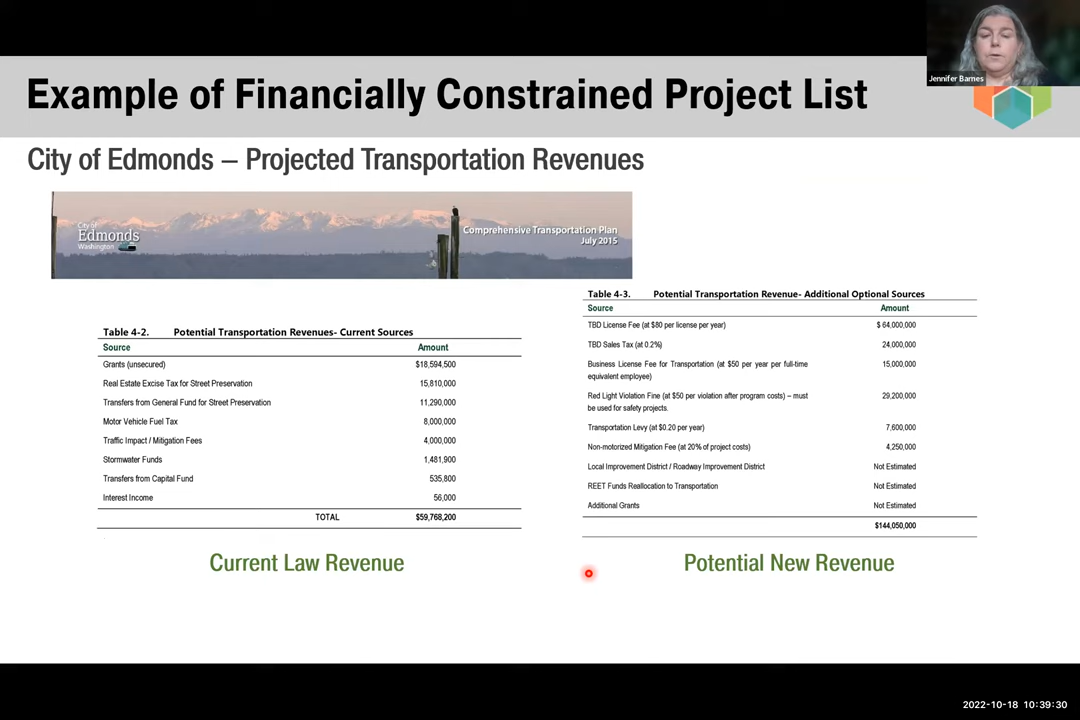 Jennifer Barnes
Example of Financially Constrained Project List
City of Edmonds – Projected Transportation Revenues
City of
Edmonds
Washington
Comprehensive Transportation Plan
July 2015
Table 4-2. Potential Transportation Revenues- Current Sources
Source Amount
Grants (unsecured) $18,594,500
Real Estate Excise Tax for Street Preservation 15,810,000
Transfers from General Fund for Street Preservation 11,290,000
Motor Vehicle Fuel Tax 8,000,000
Traffic Impact / Mitigation Fees 4,000,000
Stormwater Funds 1,481,900
Transfers from Capital Fund 535,800
Interest Income 56,000
TOTAL $59,768,200
Current Law Revenue
Table 4-3. Potential Transportation Revenue- Additional Optional Sources
Source Amount
TBD License Fee (at $80 per license per year) $ 64,000,000
TBD Sales Tax (at 0.2%) 24,000,000
Business License Fee for Transportation (at $50 per year per full-time 15,000,000
equivalent employee)
Red Light Violation Fine (at $50 per violation after program costs) – must 29,200,000
be used for safety projects.
Transportation Levy (at $0.20 per year) 7,600,000
Non-motorized Mitigation Fee (at 20% of project costs) 4,250,000
Local Improvement District / Roadway Improvement District Not Estimated
REET Funds Reallocation to Transportation Not Estimated
Additional Grants Not Estimated
$144,050,000
Potential New Revenue
2022-10-18 10:39:30